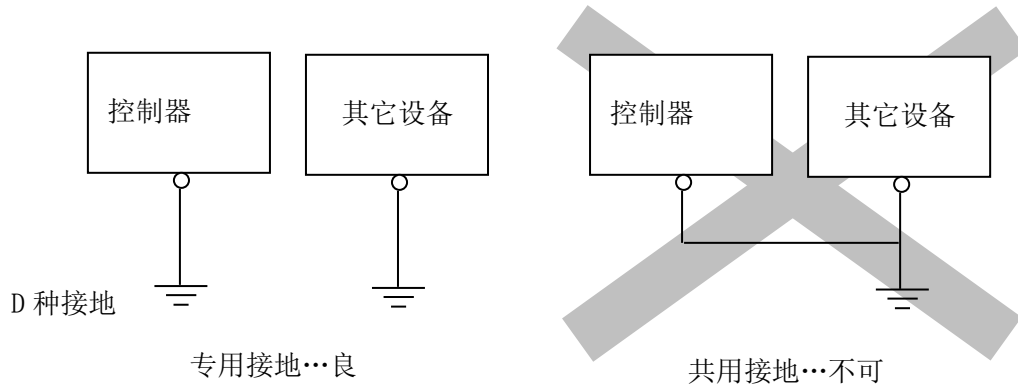 控制器
其它设备
控制器
其它设备
D 种接地
专用接地…良
共用接地…不可